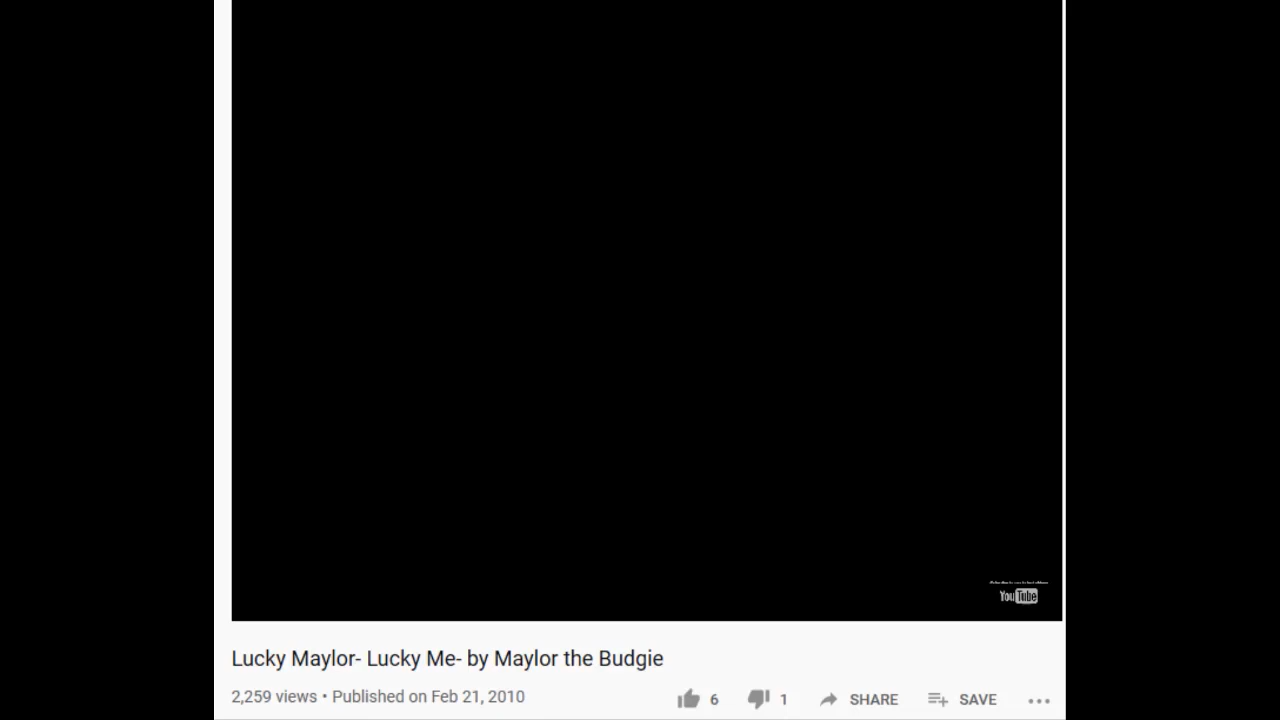 YouTube
Lucky Maylor- Lucky Me- by Maylor the Budgie
2,259 views • Published on Feb 21, 2010
6
1
SHARE
SAVE